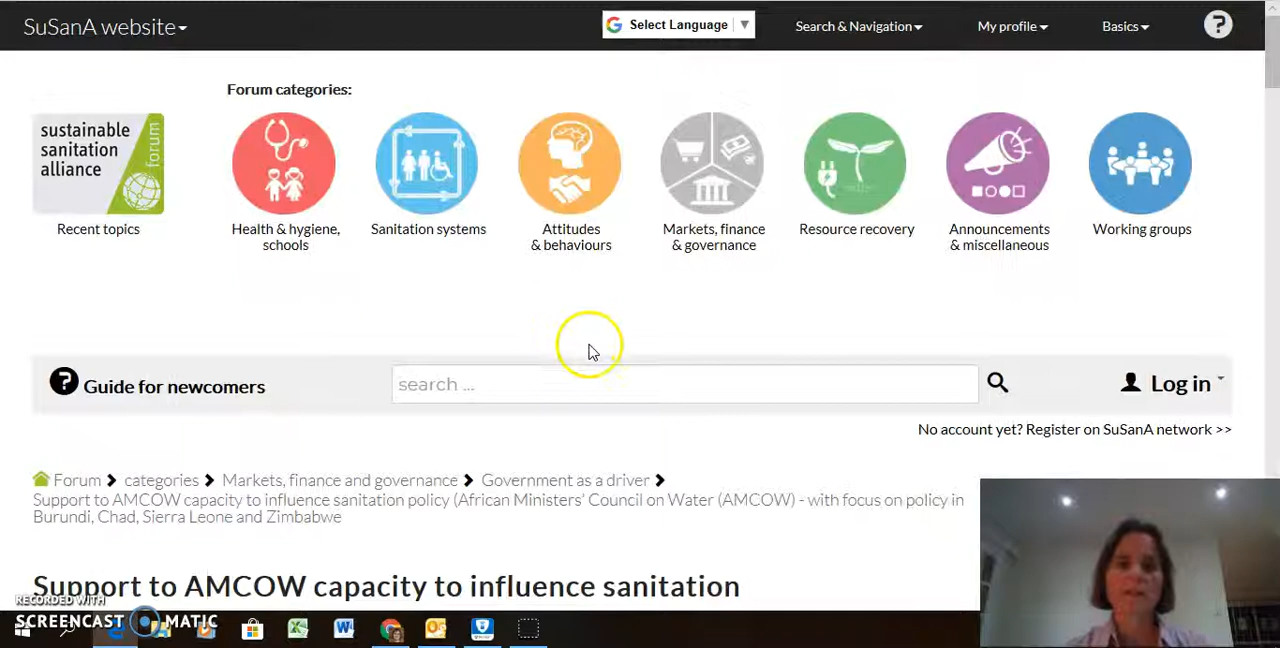 SuSanA website
Select Language
Search & Navigation
My profile
Basics
?
Forum categories:
sustainable
sanitation
alliance
forum
Recent topics
Health & hygiene,
schools
Sanitation systems
Attitudes
& behaviours
Markets, finance
& governance
Resource recovery
Announcements
& miscellaneous
Working groups
? Guide for newcomers
search ...
Log in
No account yet? Register on SuSanA network >>
Forum > categories > Markets, finance and governance > Government as a driver >
Support to AMCOW capacity to influence sanitation policy (African Ministers' Council on Water (AMCOW) - with focus on policy in
Burundi, Chad, Sierra Leone and Zimbabwe
Support to AMCOW capacity to influence sanitation
RECORDED WITH
SCREENCAST MATIC